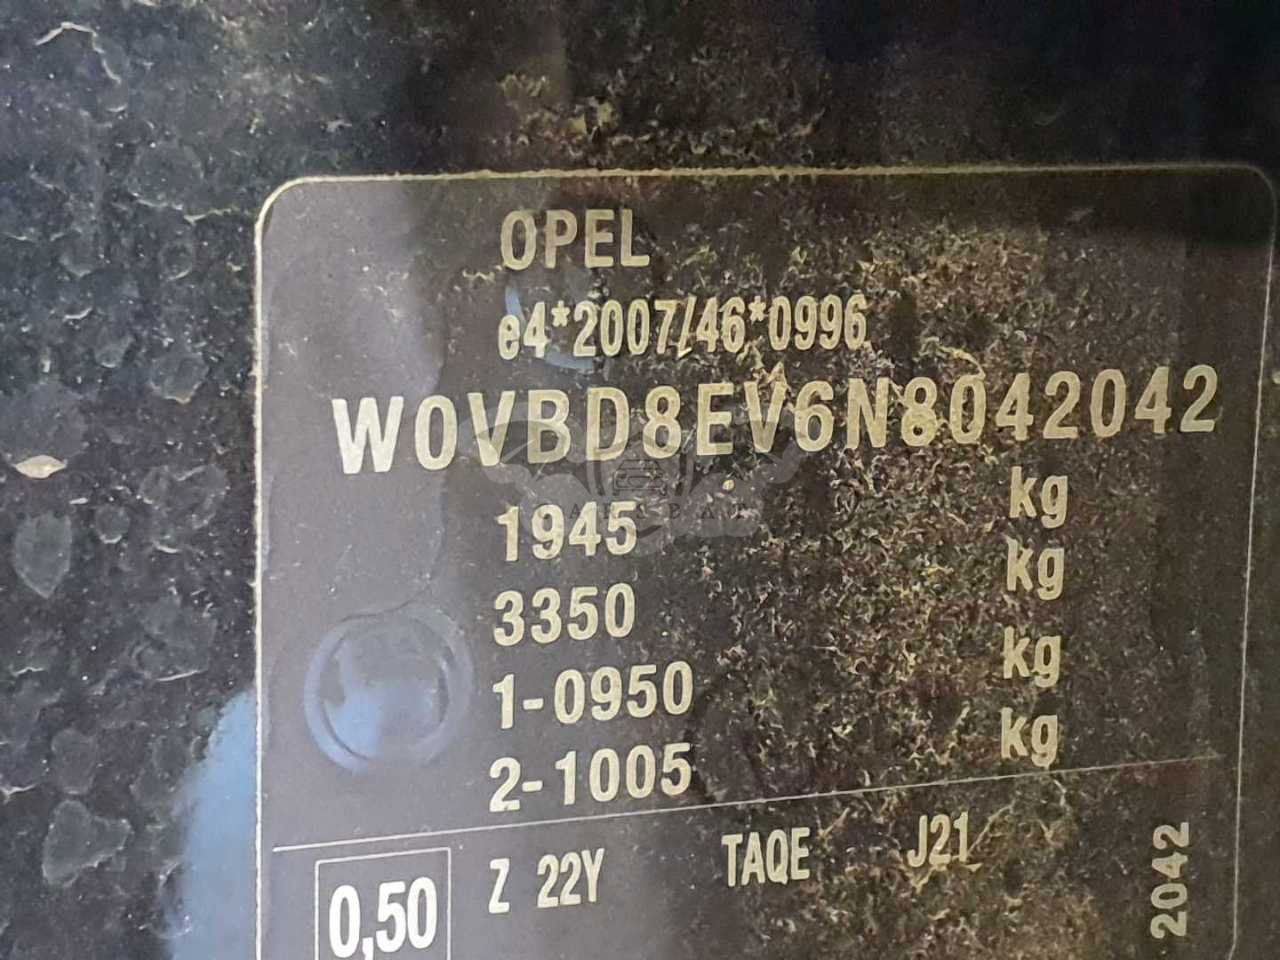 OPEL
e4*2007/46*0996
W0VBD8EV6N8042042
1945 kg
3350 kg
1-0950 kg
2-1005 kg
0,50 Z 22Y TAQE J21
2042